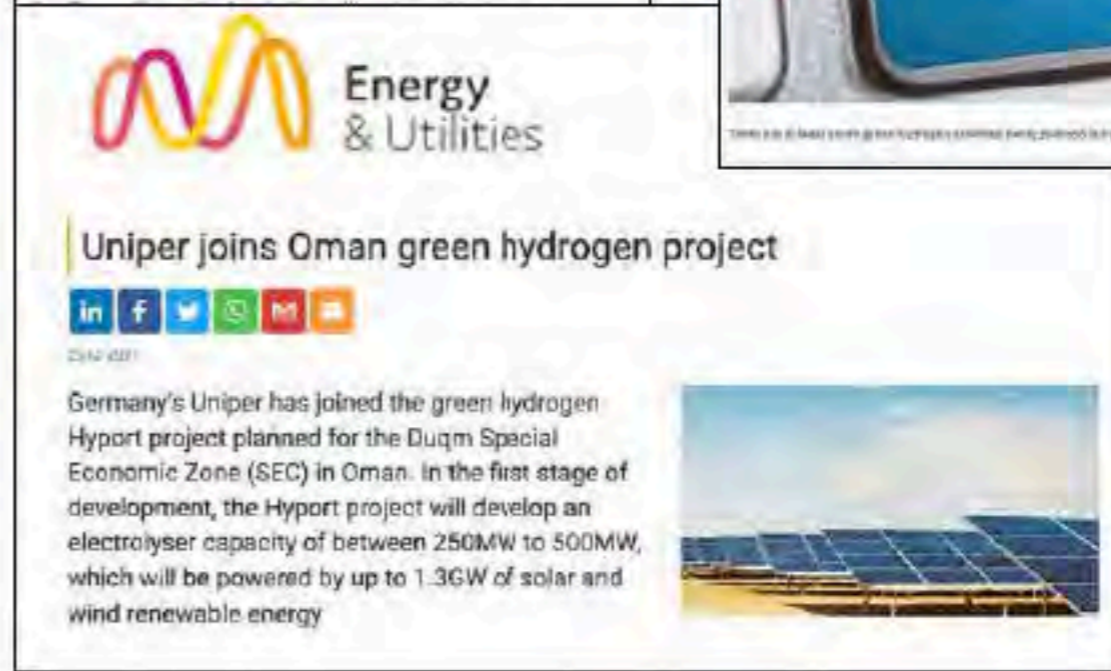 Energy
& Utilities
Uniper joins Oman green hydrogen project
in f
Germany's Uniper has joined the green hydrogen
Hyport project planned for the Duqm Special
Economic Zone (SEC) in Oman. In the first stage of
development, the Hyport project will develop an
electrolyser capacity of between 250MW to 500MW,
which will be powered by up to 1.3GW of solar and
wind renewable energy